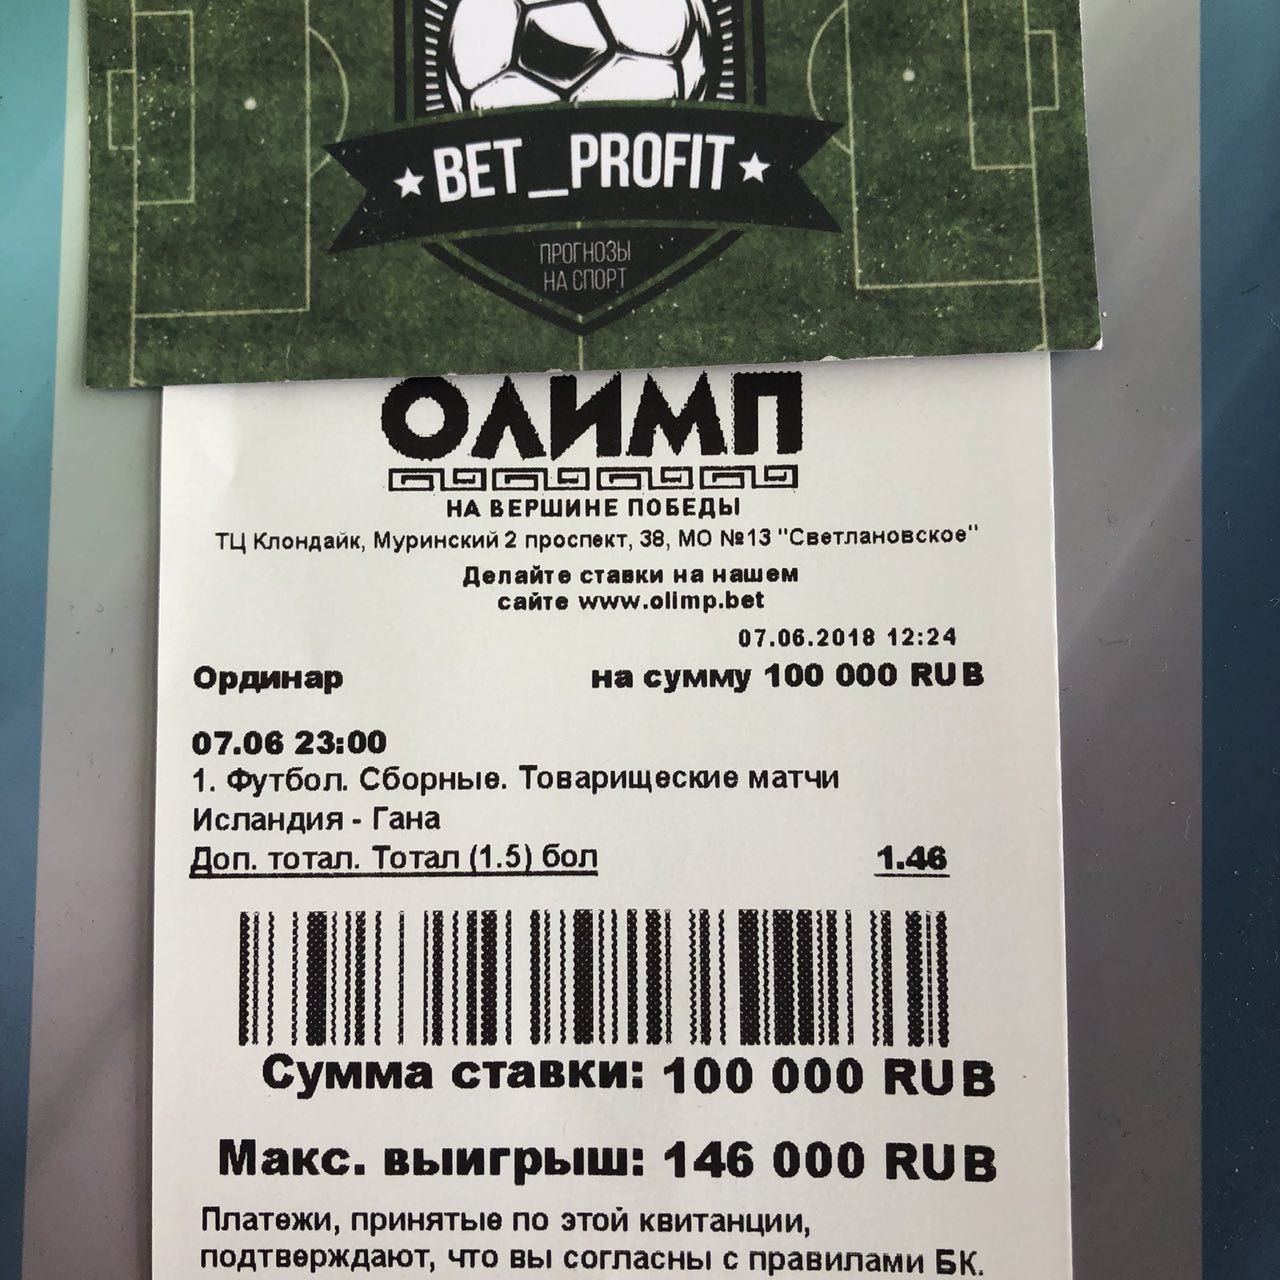 BET_PROFIT
ПРОГНОЗЫ
НА СПОРТ
ОЛИМП
НА ВЕРШИНЕ ПОБЕДЫ
ТЦ Клондайк, Муринский 2 проспект, 38, МО №13 "Светлановское"
Делайте ставки на нашем
сайте www.olimp.bet
07.06.2018 12:24
Ординар на сумму 100 000 RUB
07.06 23:00
1. Футбол. Сборные. Товарищеские матчи
Исландия - Гана
Доп. тотал. Тотал (1.5) бол 1.46
Сумма ставки: 100 000 RUB
Макс. выигрыш: 146 000 RUB
Платежи, принятые по этой квитанции,
подтверждают, что вы согласны с правилами БК.